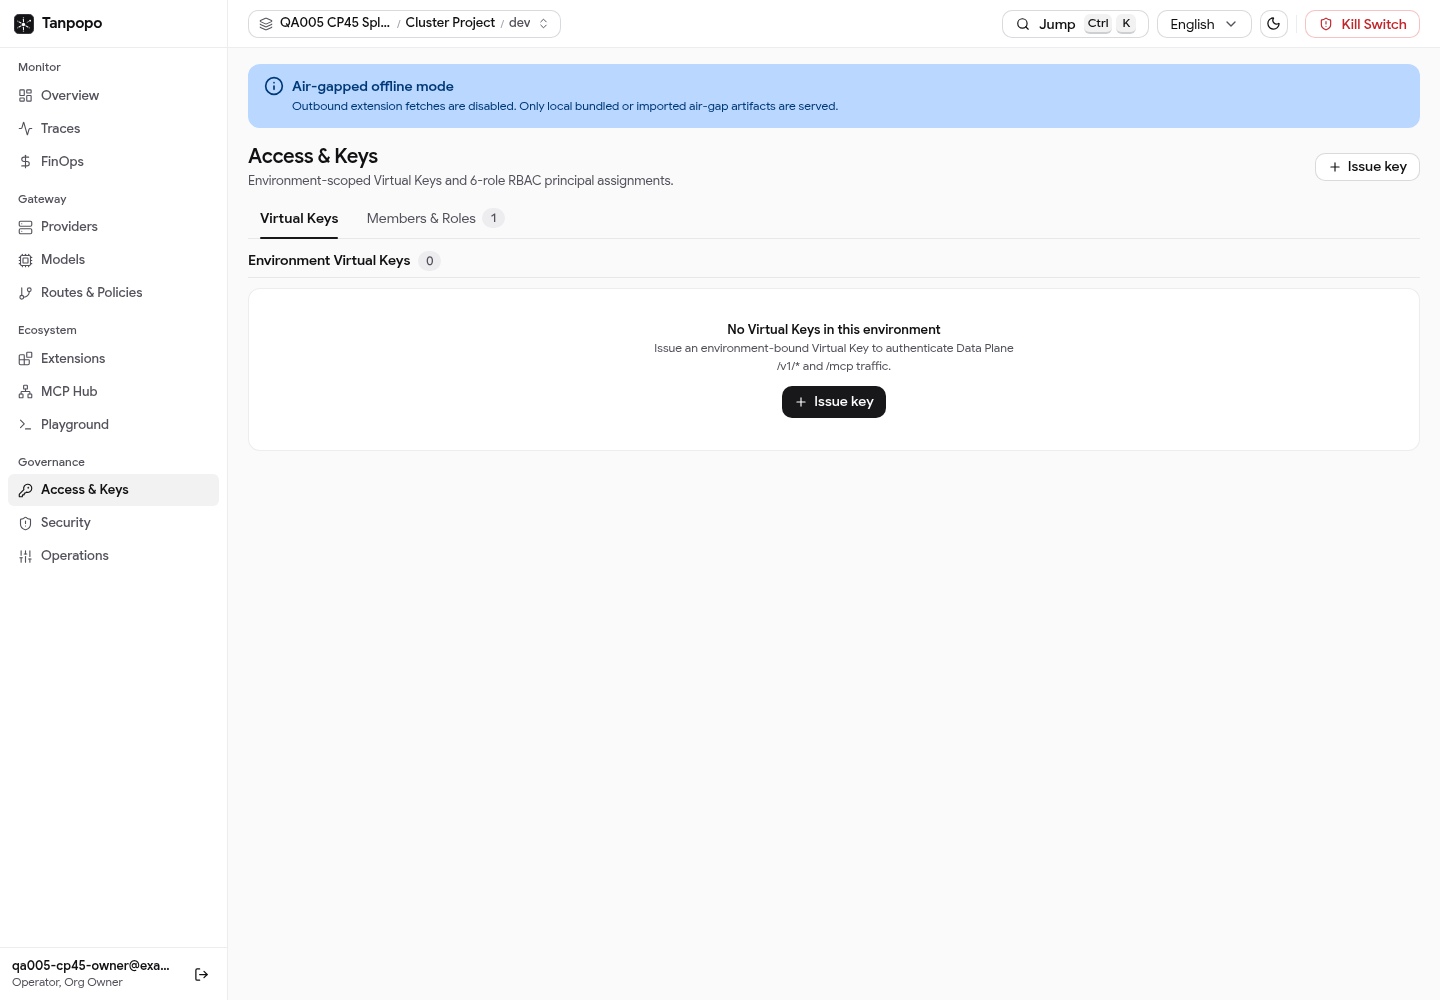 Tanpopo
Monitor
Overview
Traces
FinOps
Gateway
Providers
Models
Routes & Policies
Ecosystem
Extensions
MCP Hub
Playground
Governance
Access & Keys
Security
Operations
qa005-cp45-owner@exa...
Operator, Org Owner
QA005 CP45 Spl... / Cluster Project / dev
Jump Ctrl K
English
Kill Switch
Air-gapped offline mode
Outbound extension fetches are disabled. Only local bundled or imported air-gap artifacts are served.
Access & Keys
Environment-scoped Virtual Keys and 6-role RBAC principal assignments.
Issue key
Virtual Keys
Members & Roles 1
Environment Virtual Keys 0
No Virtual Keys in this environment
Issue an environment-bound Virtual Key to authenticate Data Plane
/v1/* and /mcp traffic.
Issue key